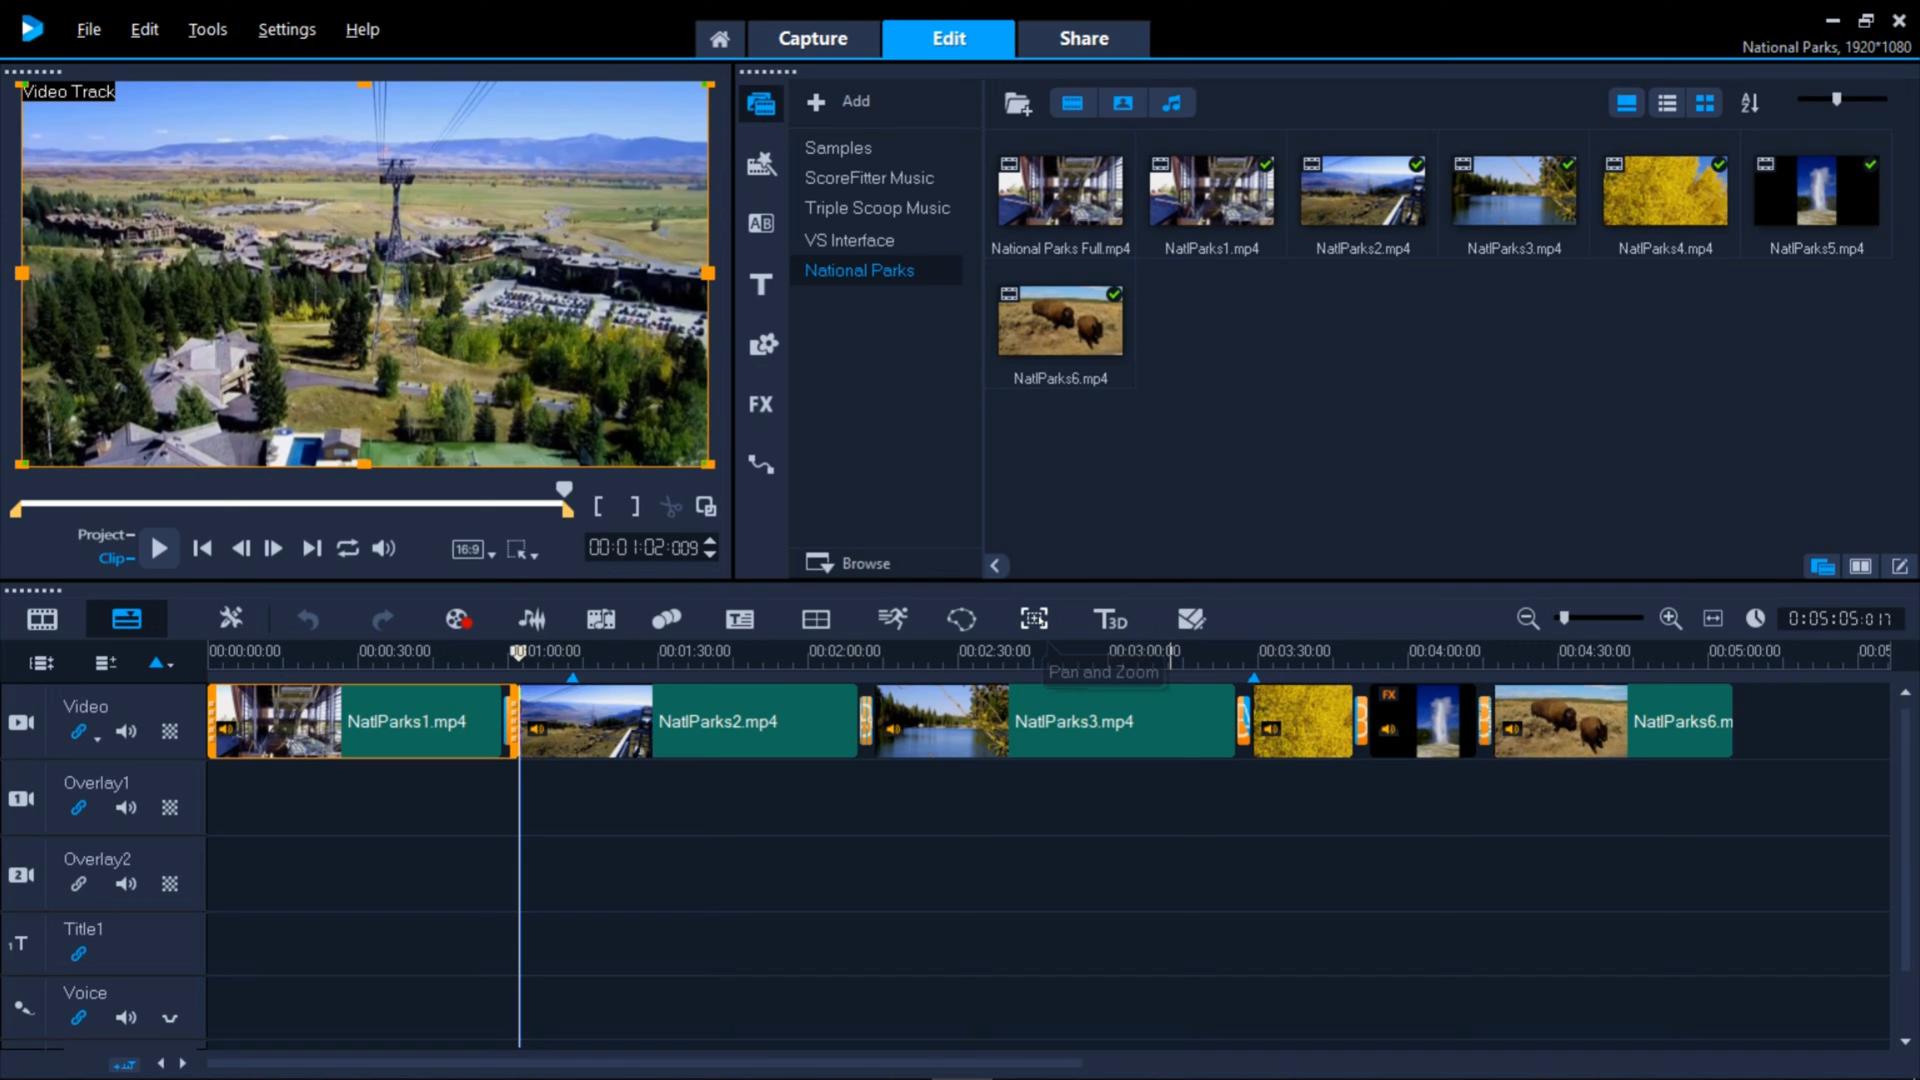 File Edit Tools Settings Help
Capture Edit Share
National Parks, 1920*1080
Video Track
Add
Samples
ScoreFitter Music
Triple Scoop Music
VS Interface
National Parks
Browse
AB
T
FX
National Parks Full.mp4 NatlParks1.mp4 NatlParks2.mp4 NatlParks3.mp4 NatlParks4.mp4 NatlParks5.mp4
NatlParks6.mp4
Project-
Clip-
16:9
00:01:02:009
T3D
0:05:05:017
00:00:00:00 00:00:30:00 00:01:00:00 00:01:30:00 00:02:00:00 00:02:30:00 00:03:00:00 00:03:30:00 00:04:00:00 00:04:30:00 00:05:00:00 00:05
Pan and Zoom
Video
NatlParks1.mp4 NatlParks2.mp4 NatlParks3.mp4 FX NatlParks6.m
Overlay1
1
Overlay2
2
Title1
1T
Voice